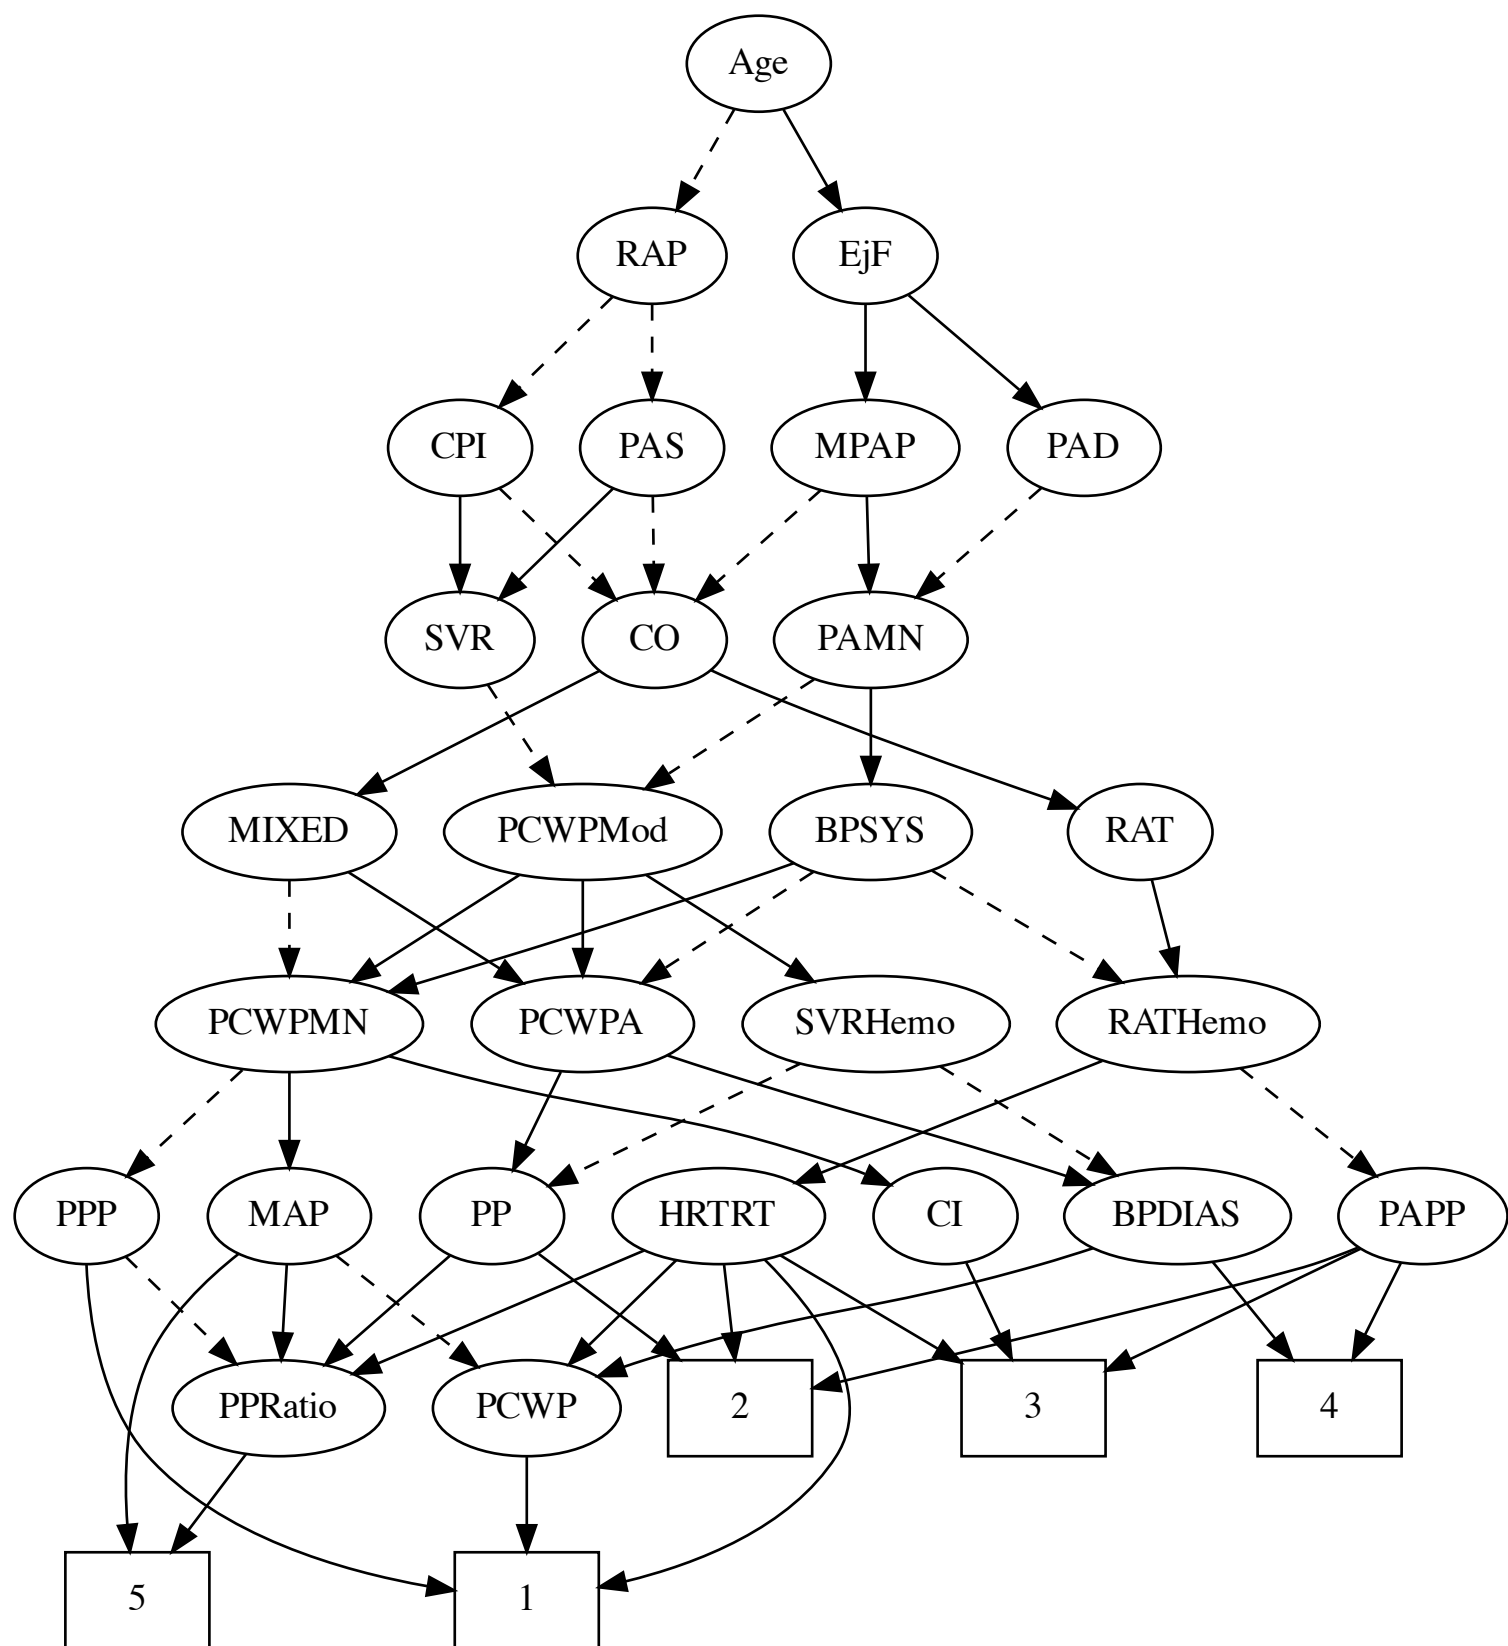 Age
RAP
EjF
CPI
PAS
MPAP
PAD
SVR
CO
PAMN
MIXED
PCWPMod
BPSYS
RAT
PCWPMN
PCWPA
SVRHemo
RATHemo
PPP
MAP
PP
HRTRT
CI
BPDIAS
PAPP
PPRatio
PCWP
2
3
4
5
1